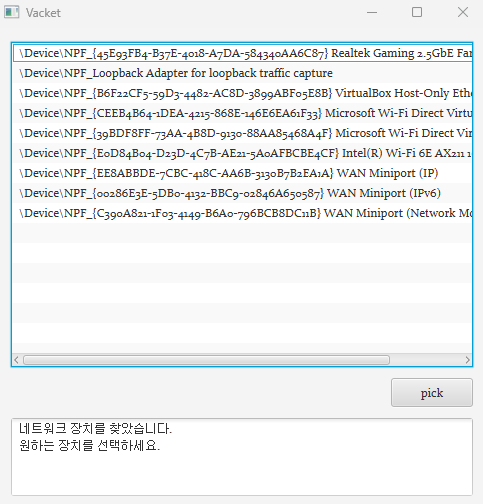 Vacket
\Device\NPF_{45E93FB4-B37E-4018-A7DA-584340AA6C87} Realtek Gaming 2.5GbE
\Device\NPF_Loopback Adapter for loopback traffic capture
\Device\NPF_{B6F22CF5-59D3-4482-AC8D-3899ABF05E8B} VirtualBox Host-Only
\Device\NPF_{CEEB4B64-1DEA-4215-868E-146E6EA61F33} Microsoft Wi-Fi Direct
\Device\NPF_{39BDF8FF-73AA-4B8D-9130-88AA85468A4F} Microsoft Wi-Fi Direct
\Device\NPF_{E0D84B04-D23D-4C7B-AE21-5A0AFBCBE4CF} Intel(R) Wi-Fi 6E AX211
\Device\NPF_{EE8ABBDE-7CBC-418C-AA6B-3130B7B2EA1A} WAN Miniport (IP)
\Device\NPF_{00286E3E-5DB0-4132-BBC9-02846A650587} WAN Miniport (IPv6)
\Device\NPF_{C390A821-1F03-4149-B6A0-796BCB8DC11B} WAN Miniport (Network
pick
네트워크 장치를 찾았습니다.
원하는 장치를 선택하세요.